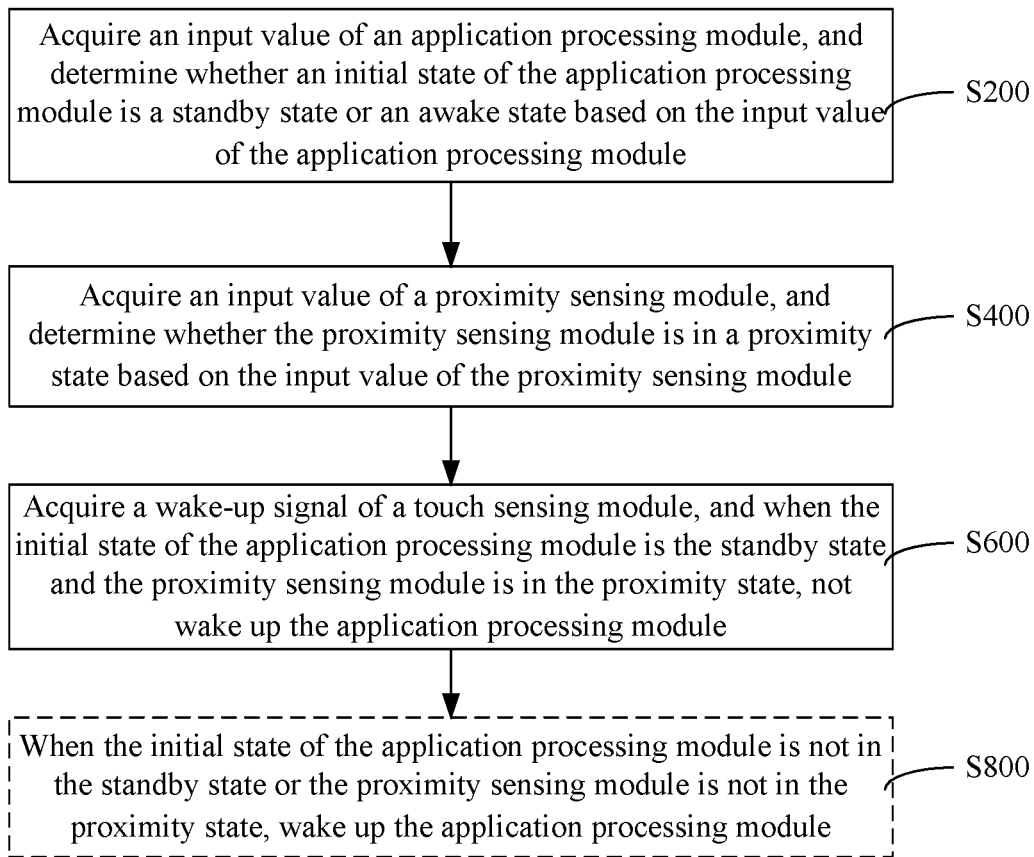 Acquire an input value of an application processing module, and
determine whether an initial state of the application processing
module is a standby state or an awake state based on the input value
of the application processing module
S200
Acquire an input value of a proximity sensing module, and
determine whether the proximity sensing module is in a proximity
state based on the input value of the proximity sensing module
S400
Acquire a wake-up signal of a touch sensing module, and when the
initial state of the application processing module is the standby state
and the proximity sensing module is in the proximity state, not
wake up the application processing module
S600
When the initial state of the application processing module is not in
the standby state or the proximity sensing module is not in the
proximity state, wake up the application processing module
S800